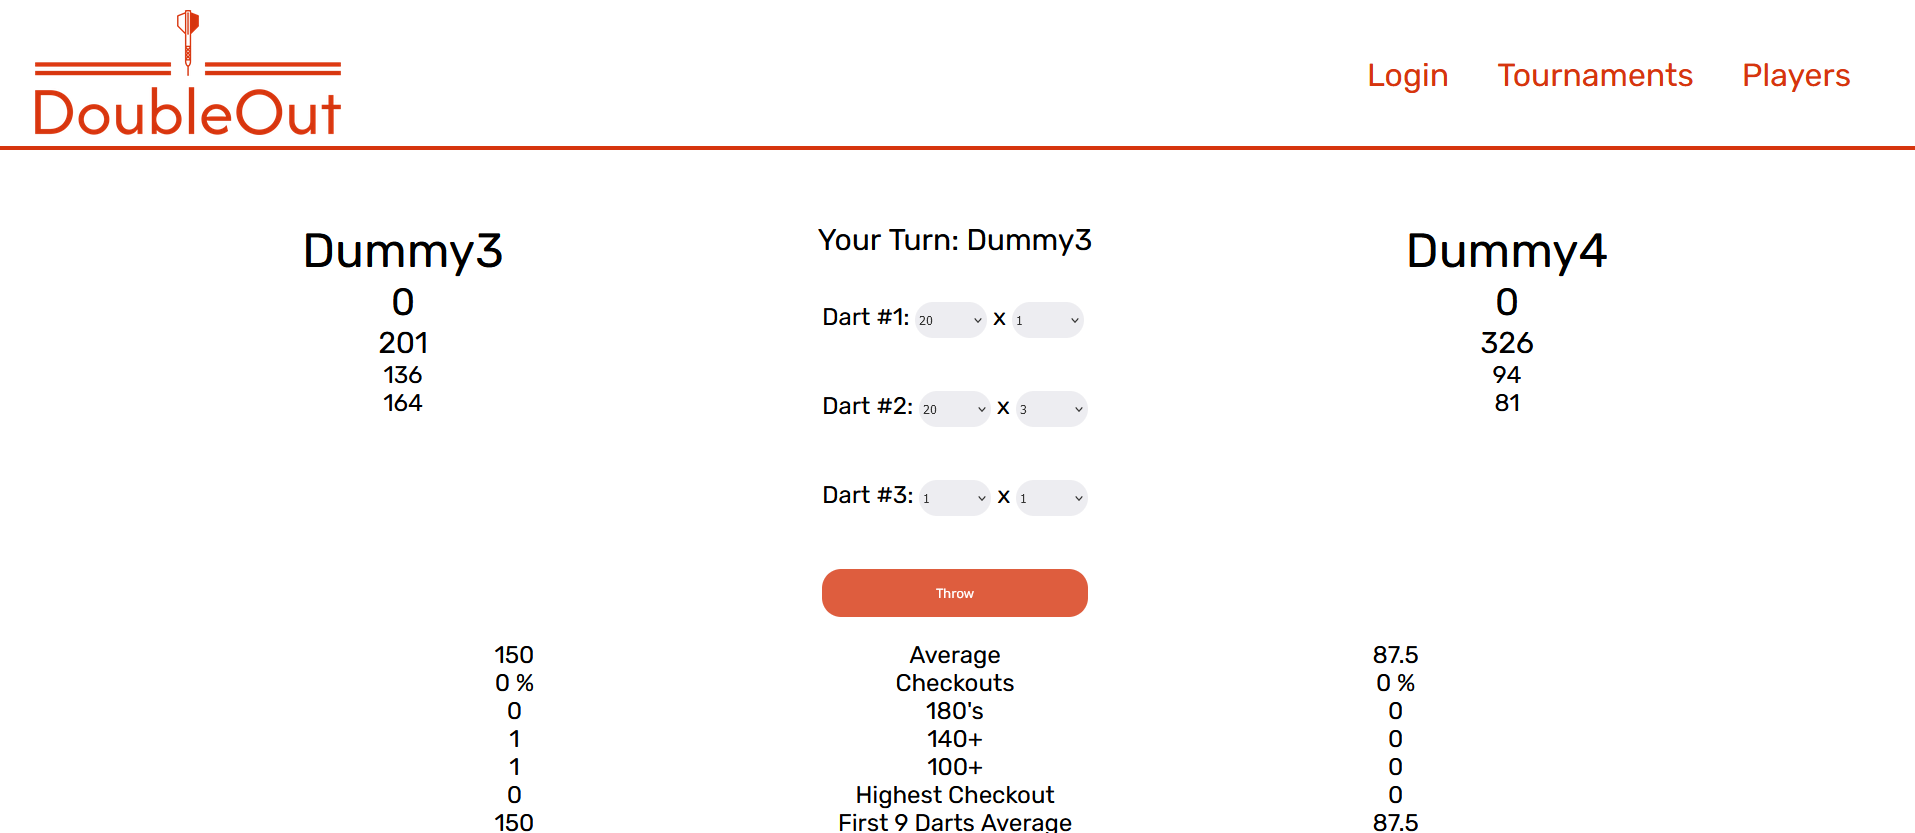 DoubleOut
Login Tournaments Players
Dummy3
0
201
136
164
Your Turn: Dummy3
Dart #1: 20 x 1
Dart #2: 20 x 3
Dart #3: 1 x 1
Throw
Dummy4
0
326
94
81
150 Average 87.5
0 % Checkouts 0 %
0 180's 0
1 140+ 0
1 100+ 0
0 Highest Checkout 0
150 First 9 Darts Average 87.5